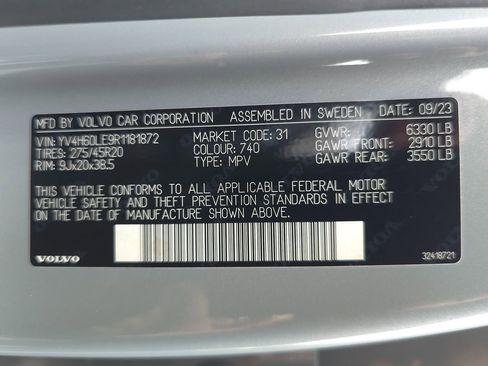 MFD BY VOLVO CAR CORPORATION ASSEMBLED IN SWEDEN DATE: 09/23
VIN: YV4H60LE9R1181872 MARKET CODE: 31 GVWR: 6330 LB
TIRES: 275/45R20 COLOUR: 740 GAWR FRONT: 2910 LB
RIM: 9Jx20x38.5 TYPE: MPV GAWR REAR: 3550 LB
THIS VEHICLE CONFORMS TO ALL APPLICABLE FEDERAL MOTOR
VEHICLE SAFETY AND THEFT PREVENTION STANDARDS IN EFFECT
ON THE DATE OF MANUFACTURE SHOWN ABOVE.
VOLVO 32418721